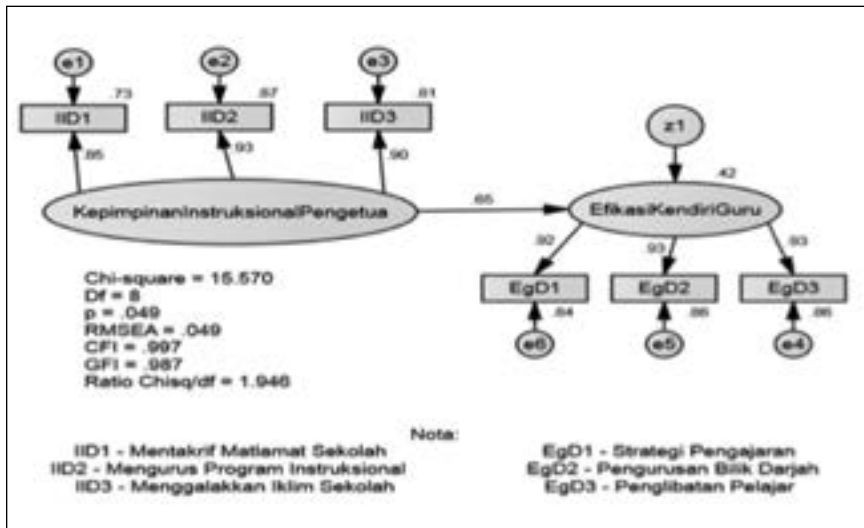 e1 e2 e3
.73 .87 .81
IID1 IID2 IID3
z1
.85 .93 .90
.42
KepimpinanInstruksionalPengetua .65 EfikasiKendiriGuru
.92 .93 .93
EgD1 EgD2 EgD3
.84 .86 .86
e6 e5 e4
Chi-square = 15.570
Df = 8
p = .049
RMSEA = .049
CFI = .997
GFI = .987
Ratio Chisq/df = 1.946
Nota:
IID1 - Mentakrif Matlamat Sekolah
IID2 - Mengurus Program Instruksional
IID3 - Menggalakkan Iklim Sekolah
EgD1 - Strategi Pengajaran
EgD2 - Pengurusan Bilik Darjah
EgD3 - Penglibatan Pelajar